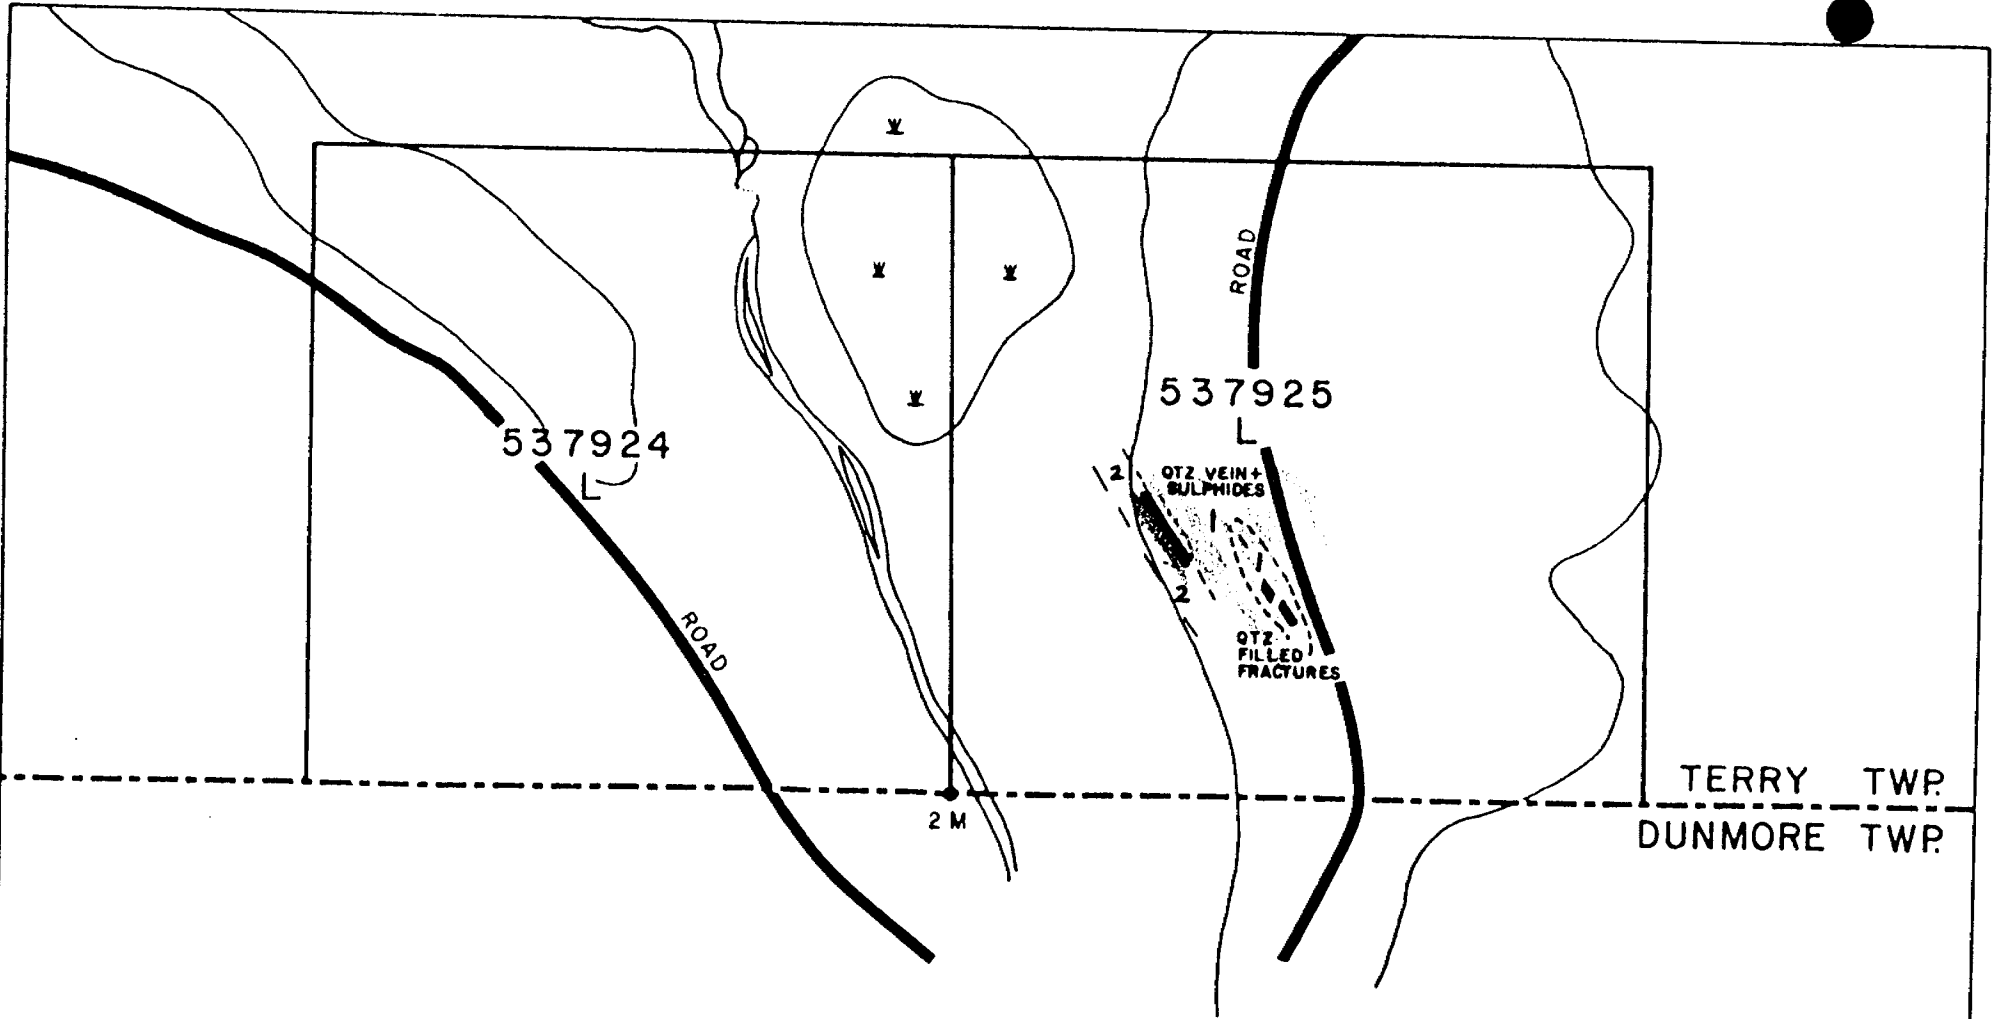 ROAD
537925
L
537924
L
2
QTZ VEIN+
SULPHIDES
2
ROAD
QTZ
FILLED
FRACTURES
TERRY TWP.
2 M
DUNMORE TWP.